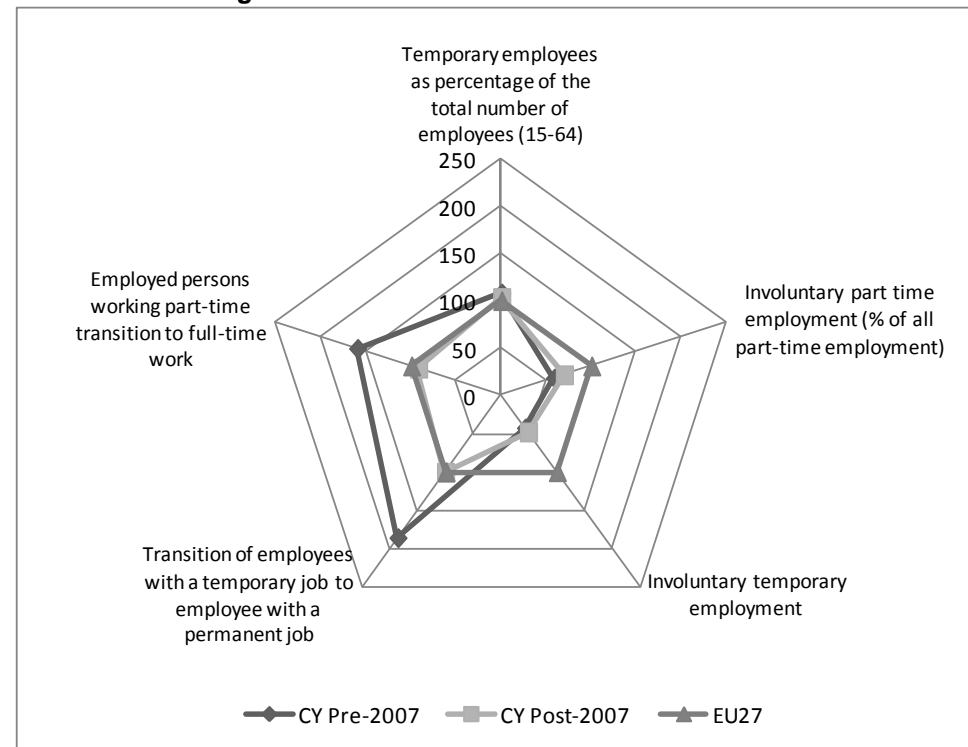 Temporary employees
as percentage of the
total number of
employees (15-64)
250
200
150
100
50
0
Involuntary part time
employment (% of all
part-time employment)
Involuntary temporary
employment
Transition of employees
with a temporary job to
employee with a
permanent job
Employed persons
working part-time
transition to full-time
work
CY Pre-2007 CY Post-2007 EU27